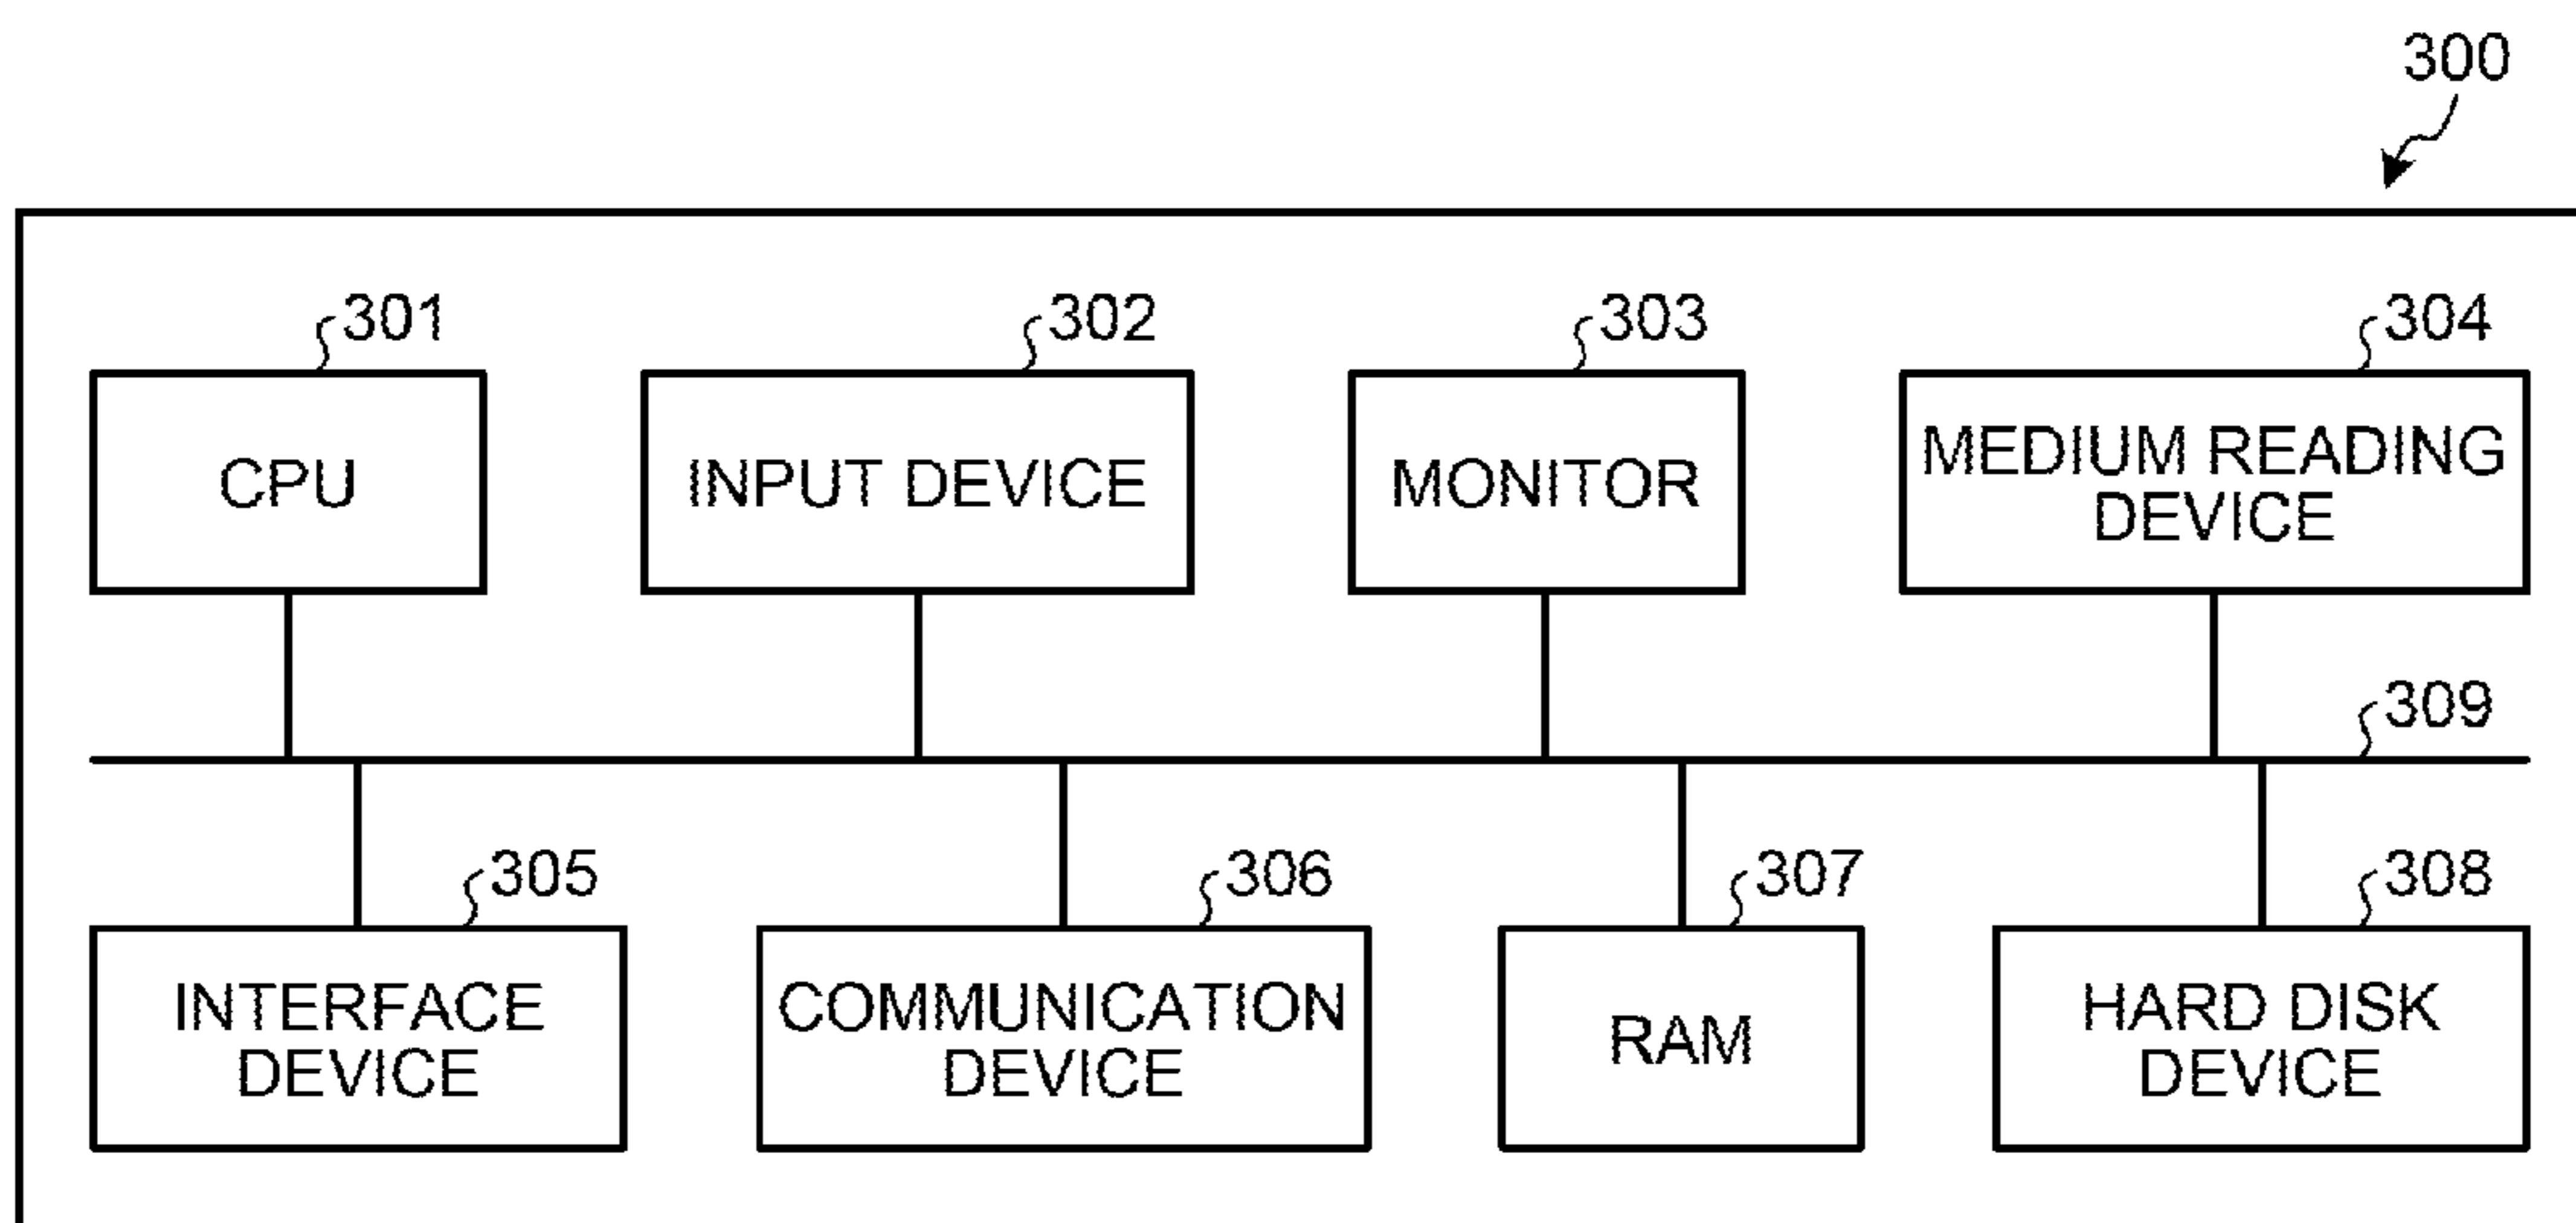 300
301
302
303
304
CPU
INPUT DEVICE
MONITOR
MEDIUM READING
DEVICE
309
305
306
307
308
INTERFACE
DEVICE
COMMUNICATION
DEVICE
RAM
HARD DISK
DEVICE